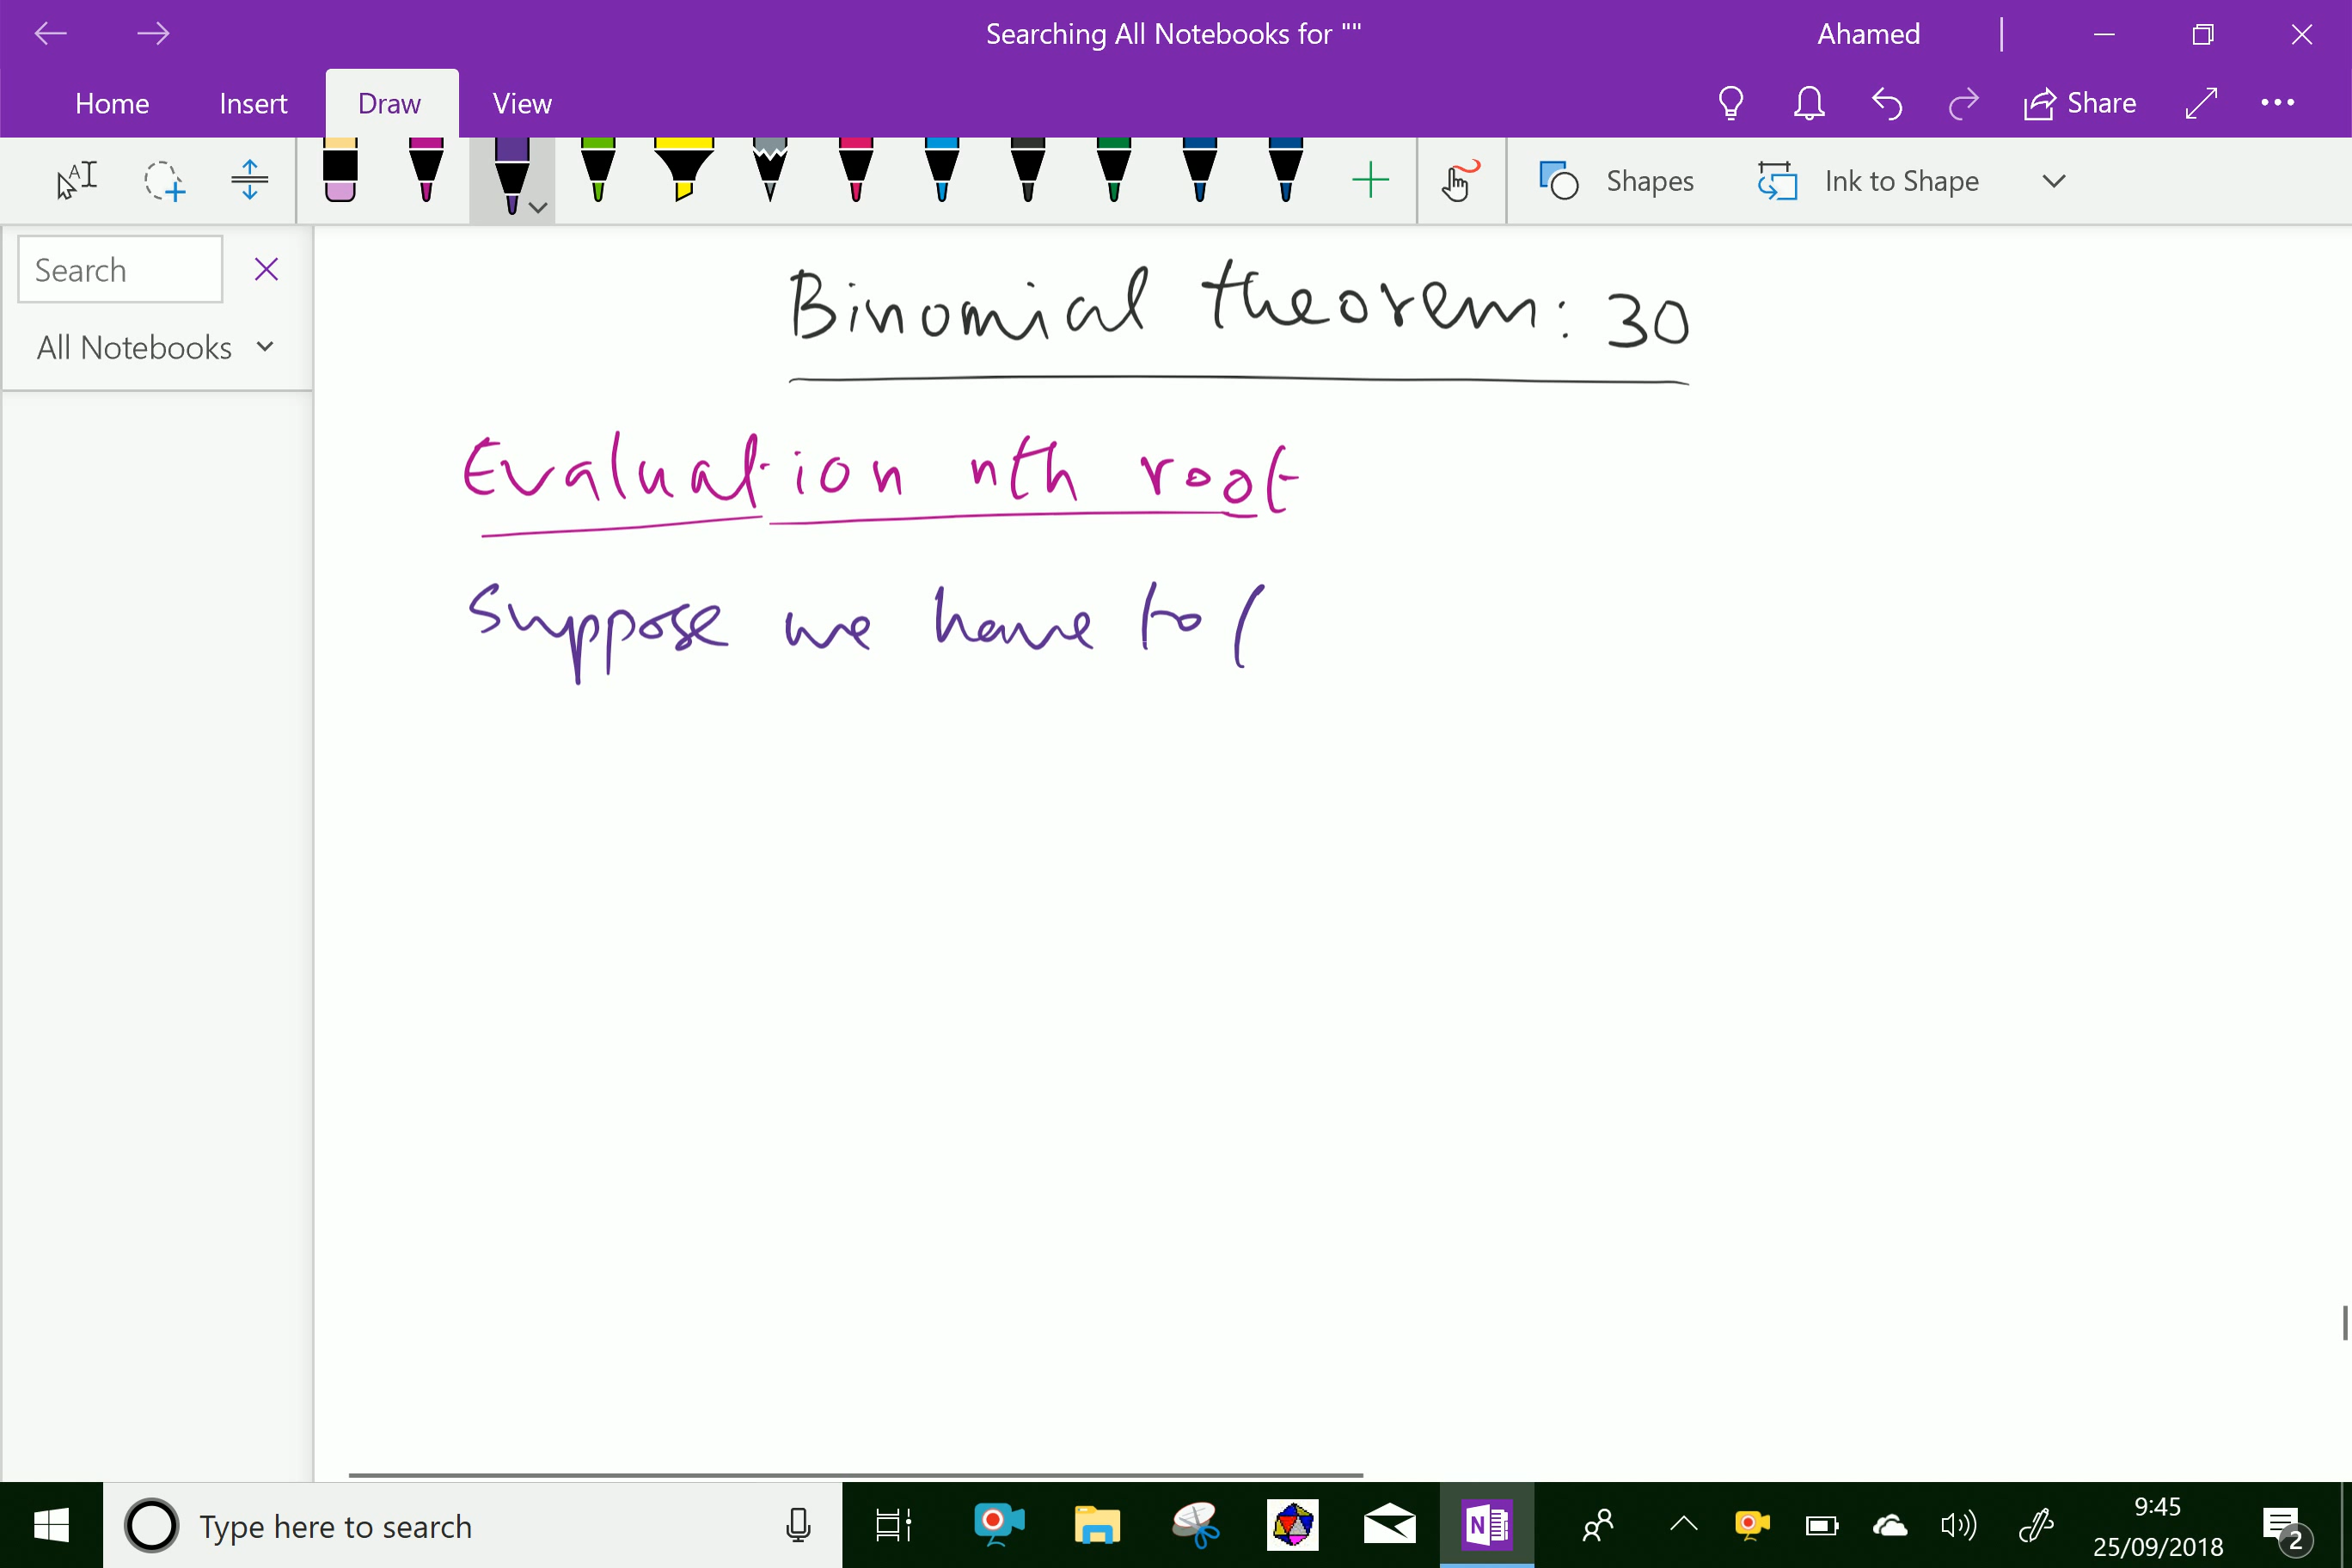 Searching All Notebooks for ""
Ahamed
Home Insert Draw View
Share
Shapes
Ink to Shape
Search
All Notebooks
Binomial theorem: 30
Evaluation nth root
Suppose we have to (
Type here to search
9:45
25/09/2018
2